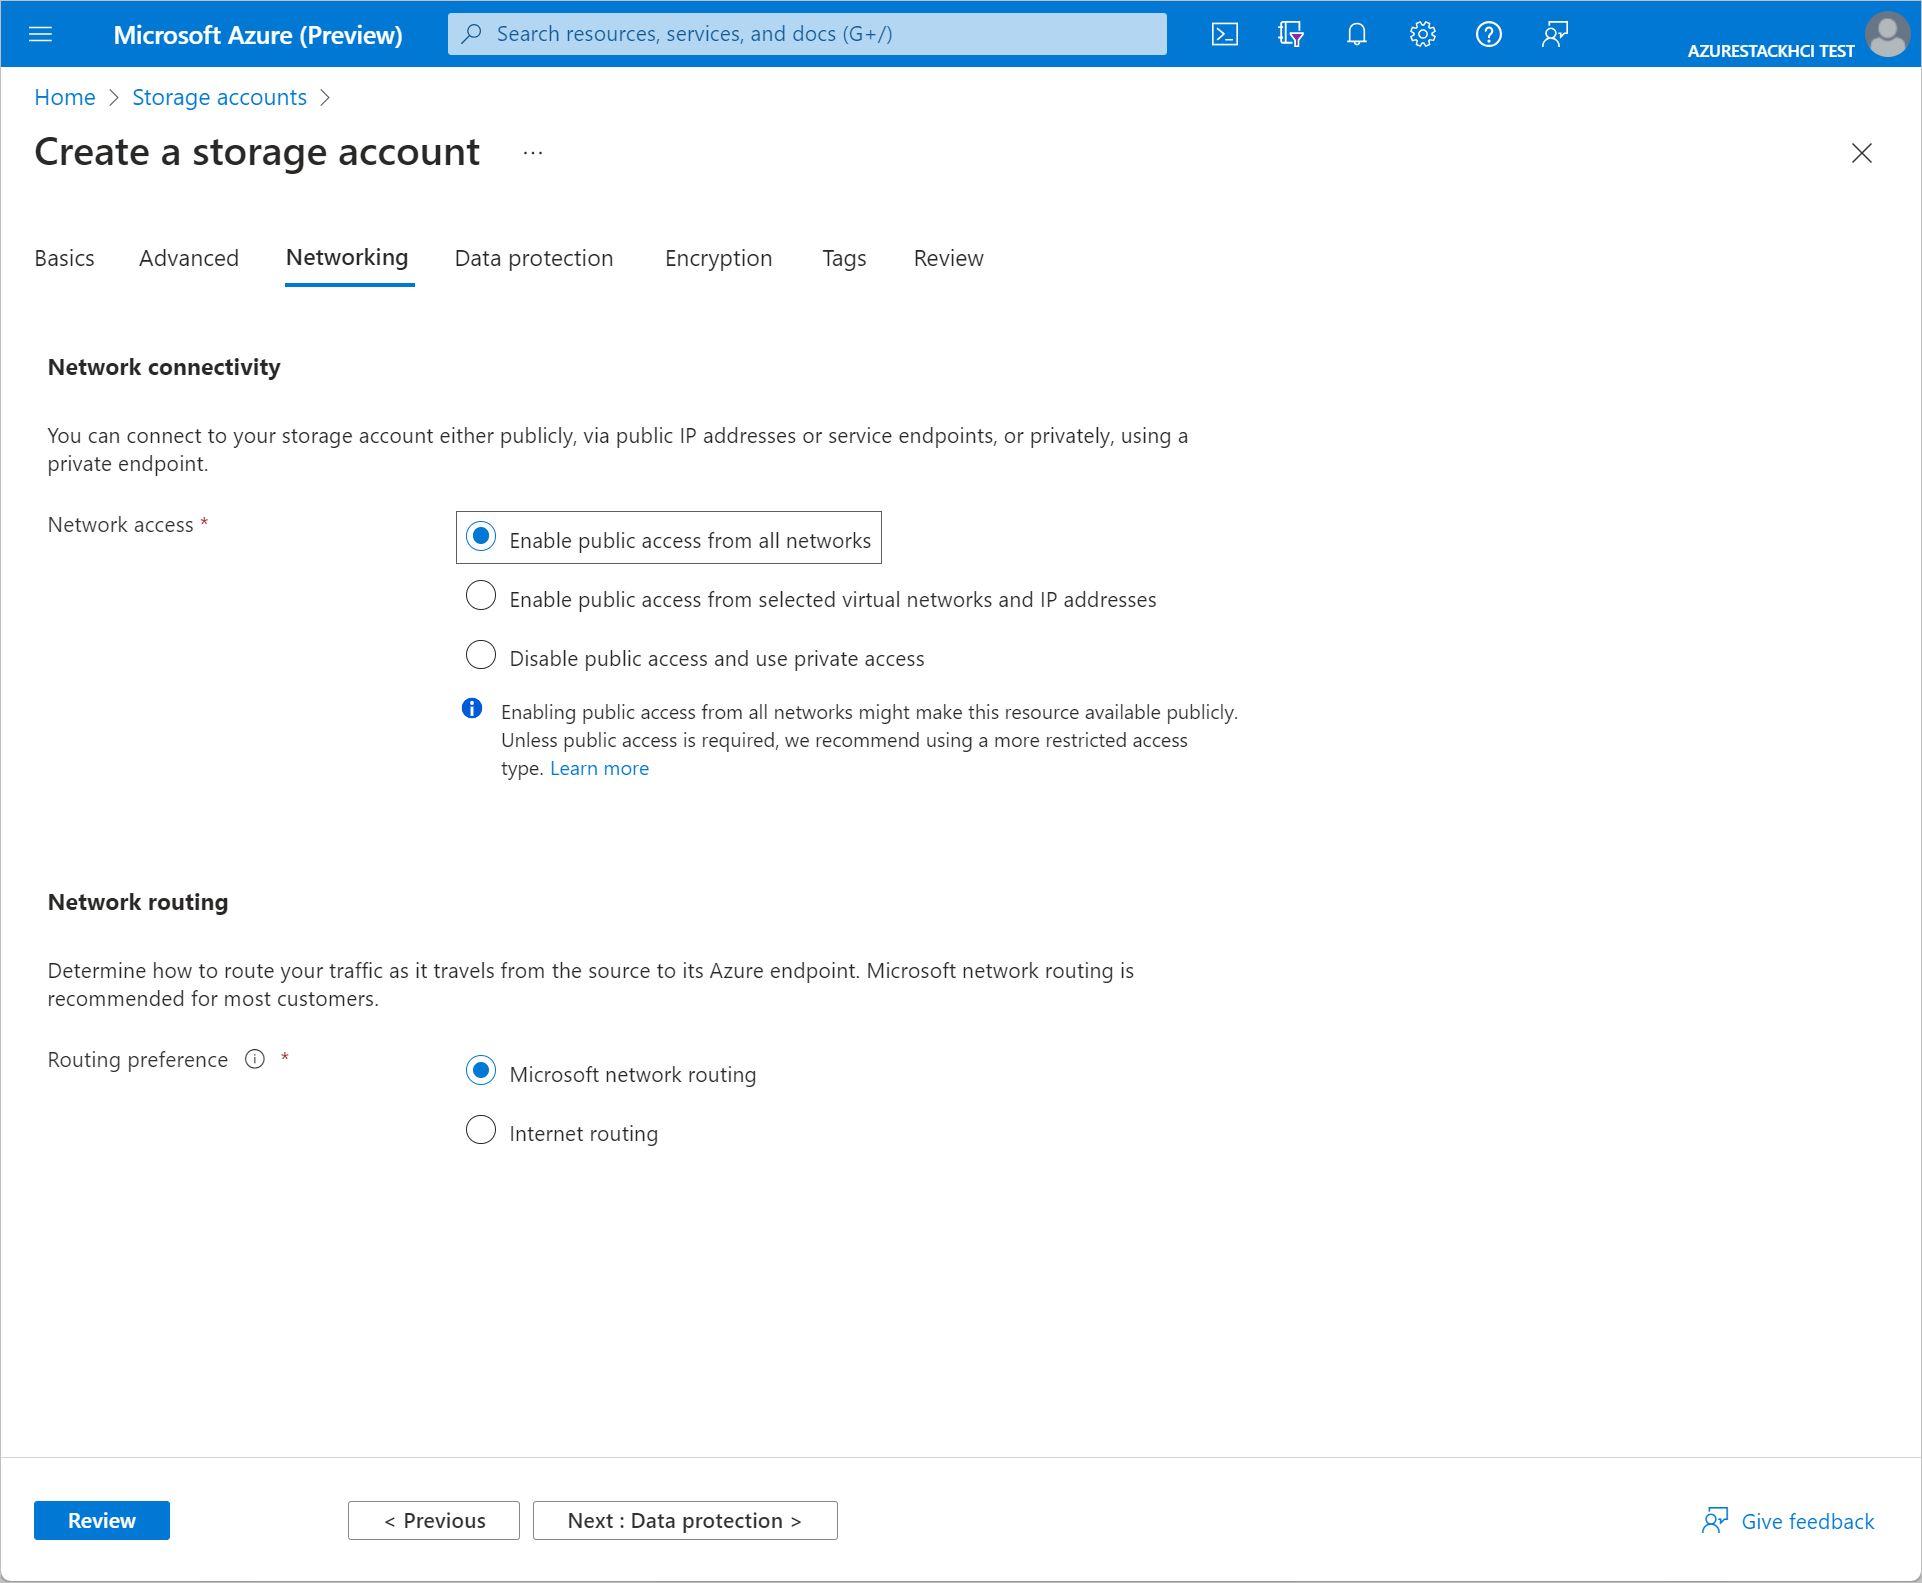 Microsoft Azure (Preview)
Search resources, services, and docs (G+/)
AZURESTACKHCI TEST
Home > Storage accounts >
Create a storage account ...
Basics Advanced Networking Data protection Encryption Tags Review
Network connectivity
You can connect to your storage account either publicly, via public IP addresses or service endpoints, or privately, using a
private endpoint.
Network access *
Enable public access from all networks
Enable public access from selected virtual networks and IP addresses
Disable public access and use private access
Enabling public access from all networks might make this resource available publicly.
Unless public access is required, we recommend using a more restricted access
type. Learn more
Network routing
Determine how to route your traffic as it travels from the source to its Azure endpoint. Microsoft network routing is
recommended for most customers.
Routing preference *
Microsoft network routing
Internet routing
Review
< Previous
Next : Data protection >
Give feedback